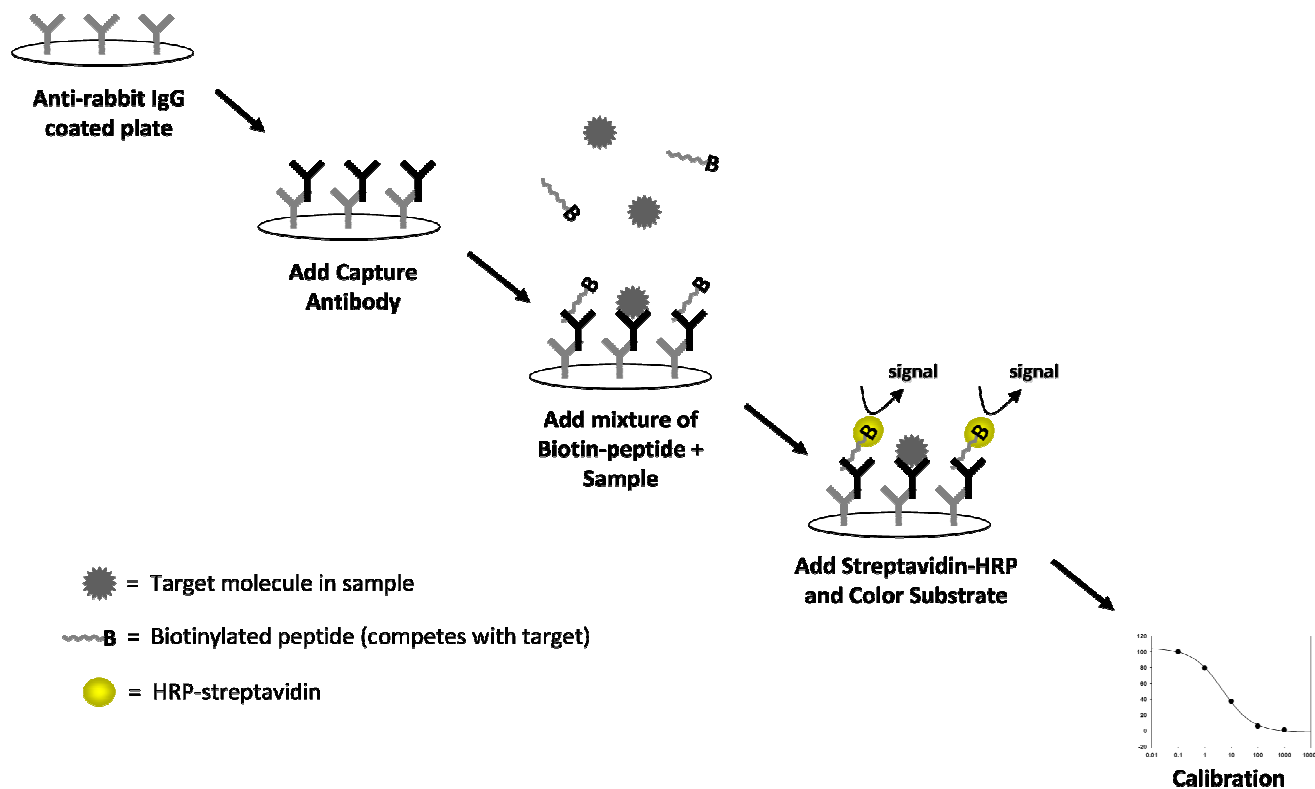 Anti-rabbit IgG
coated plate
B
B
Add Capture
Antibody
B
B
Add mixture of
Biotin-peptide +
Sample
signal
signal
B
B
Add Streptavidin-HRP
and Color Substrate
= Target molecule in sample
B = Biotinylated peptide (competes with target)
= HRP-streptavidin
120
100
80
60
40
20
0
-20
0.01 0.1 1 10 100 1000 1000
Calibration